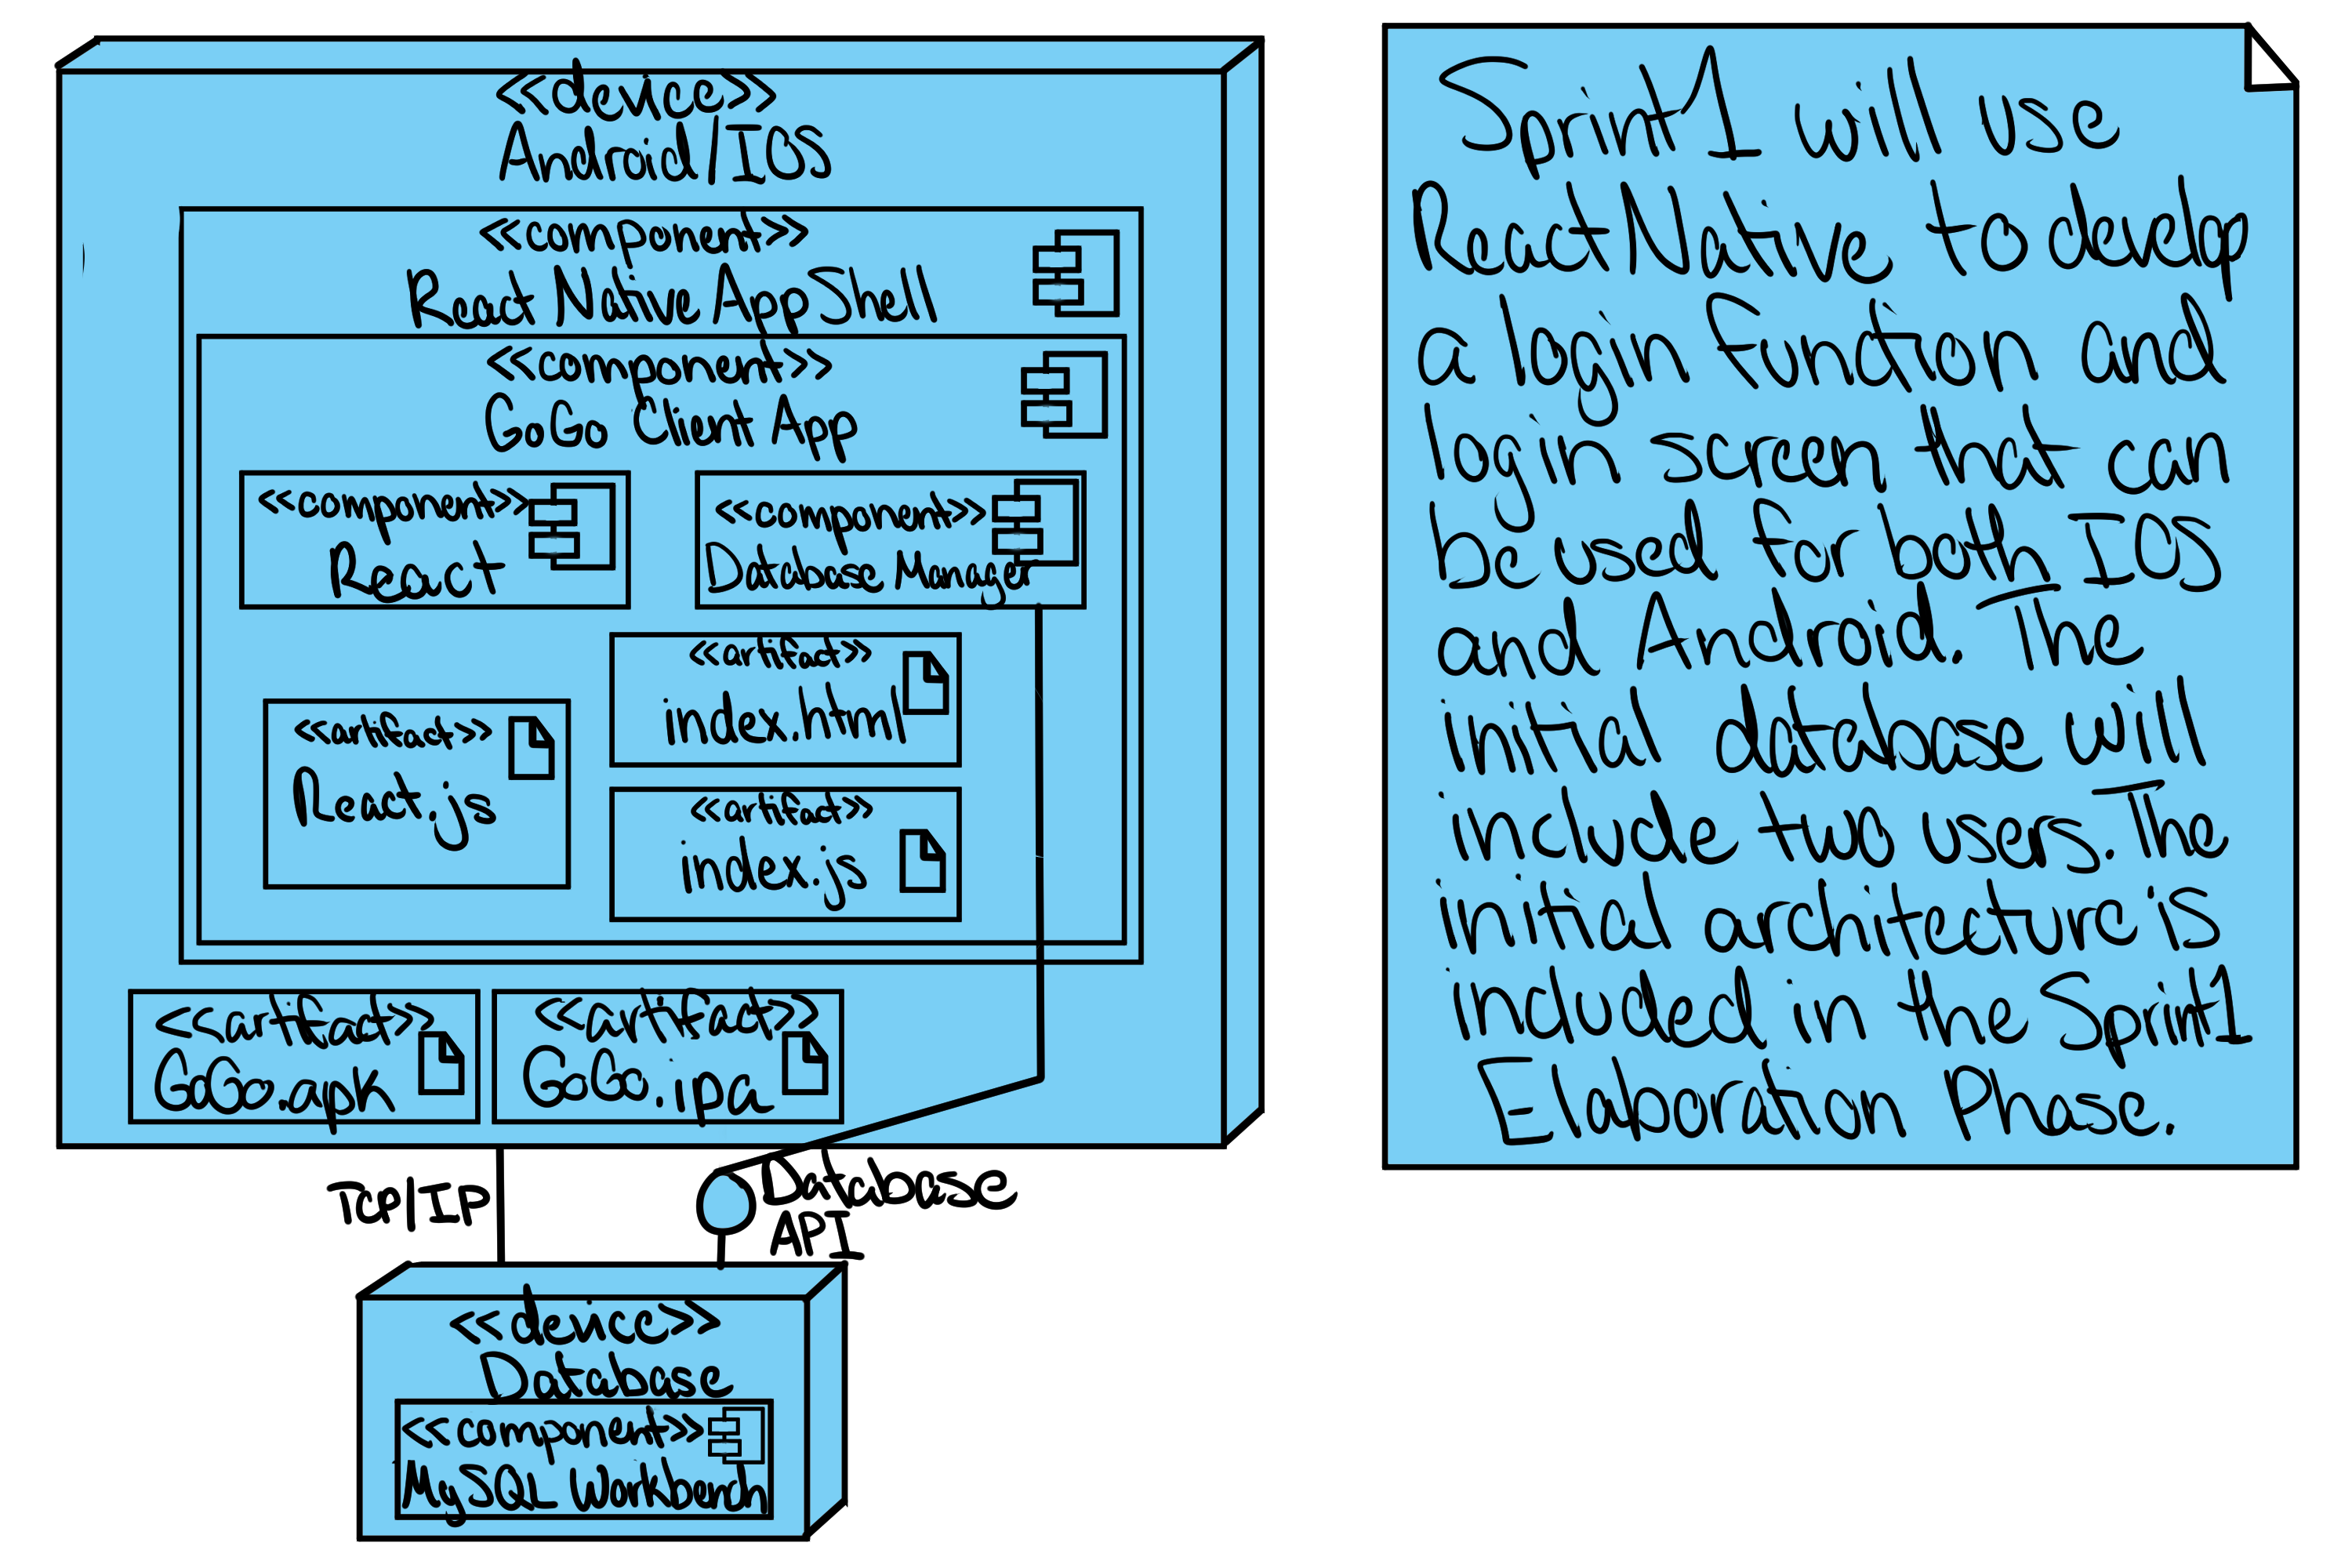 <<device>>
Android/IOS
<<component>>
React Native App Shell
<<component>>
GoGo Client App
<<component>>
React
<<component>>
Database Manager
<<artifact>>
index.html
<<artifact>>
React.js
<<artifact>>
index.js
<<artifact>>
GoGo.apk
<<artifact>>
GoGo.ipa
TCP/IP
Database
API
<<device>>
Database
<<component>>
MySQL Workbench
Sprint1 will use
React Native to develop
a login function and
login screen that can
be used for both IOS
and Android. The
initial database will
include two users. The
initial architecture is
included in the Sprint1
Elaboration Phase.